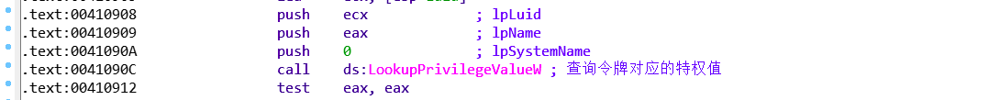 .text:00410908 push ecx ; lpLuid
.text:00410909 push eax ; lpName
.text:0041090A push 0 ; lpSystemName
.text:0041090C call ds:LookupPrivilegeValueW ; 查询令牌对应的特权值
.text:00410912 test eax, eax